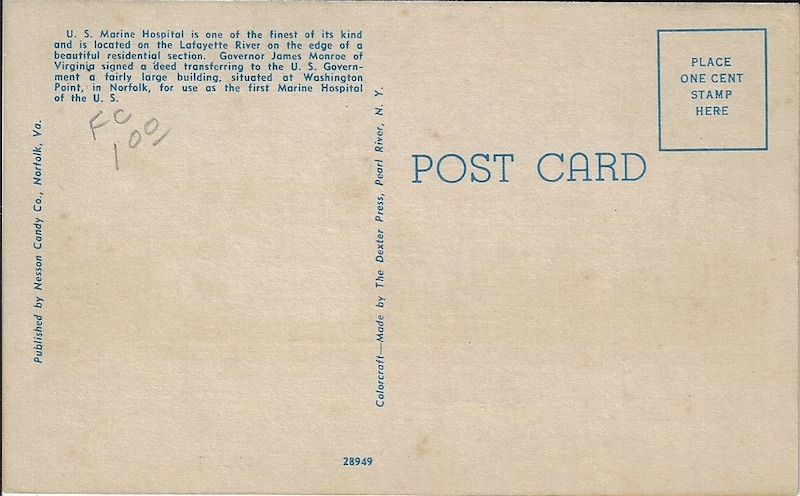 U. S. Marine Hospital is one of the finest of its kind
and is located on the Lafayette River on the edge of a
beautiful residential section. Governor James Monroe of
Virginia signed a deed transferring to the U. S. Govern-
ment a fairly large building, situated at Washington
Point, in Norfolk, for use as the first Marine Hospital
of the U. S.
FC
100
Published by Nesson Candy Co., Norfolk, Va.
Colorcraft—Made by The Dexter Press, Pearl River, N. Y.
POST CARD
PLACE
ONE CENT
STAMP
HERE
28949